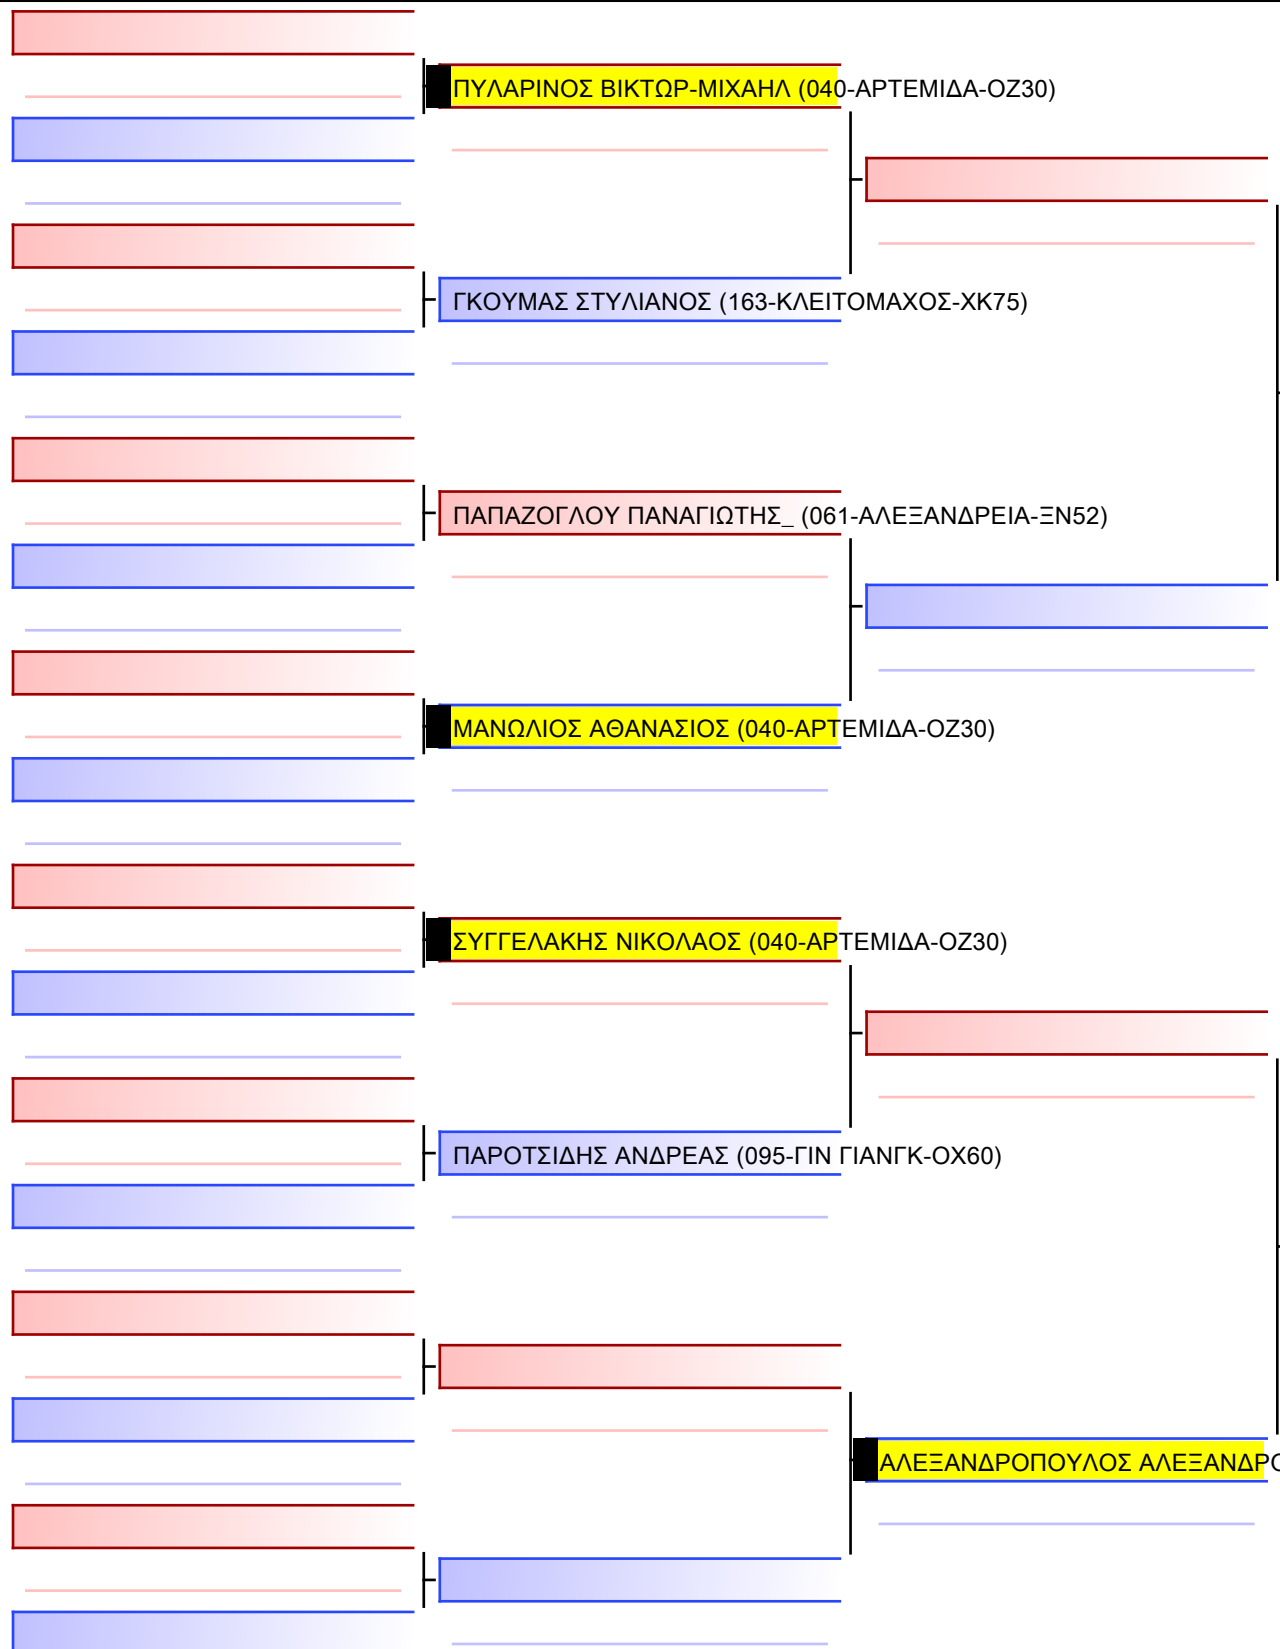 ΠΥΛΑΡΙΝΟΣ ΒΙΚΤΩΡ-ΜΙΧΑΗΛ (040-ΑΡΤΕΜΙΔΑ-ΟΖ30)
ΓΚΟΥΜΑΣ ΣΤΥΛΙΑΝΟΣ (163-ΚΛΕΙΤΟΜΑΧΟΣ-ΧΚ75)
ΠΑΠΑΖΟΓΛΟΥ ΠΑΝΑΓΙΩΤΗΣ_ (061-ΑΛΕΞΑΝΔΡΕΙΑ-ΞΝ52)
ΜΑΝΩΛΙΟΣ ΑΘΑΝΑΣΙΟΣ (040-ΑΡΤΕΜΙΔΑ-ΟΖ30)
ΣΥΓΓΕΛΑΚΗΣ ΝΙΚΟΛΑΟΣ (040-ΑΡΤΕΜΙΔΑ-ΟΖ30)
ΠΑΡΟΤΣΙΔΗΣ ΑΝΔΡΕΑΣ (095-ΓΙΝ ΓΙΑΝΓΚ-ΟΧ60)
ΑΛΕΞΑΝΔΡΟΠΟΥΛΟΣ